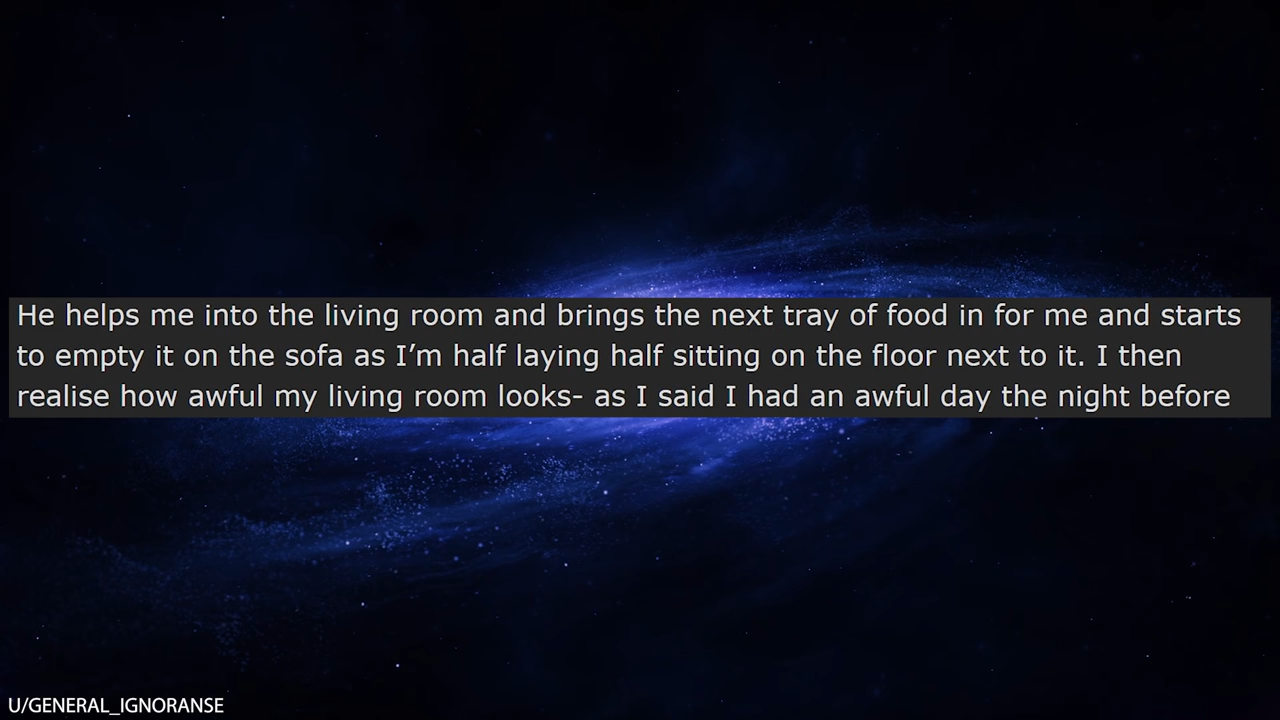 He helps me into the living room and brings the next tray of food in for me and starts
to empty it on the sofa as I’m half laying half sitting on the floor next to it. I then
realise how awful my living room looks- as I said I had an awful day the night before
U/GENERAL_IGNORANSE